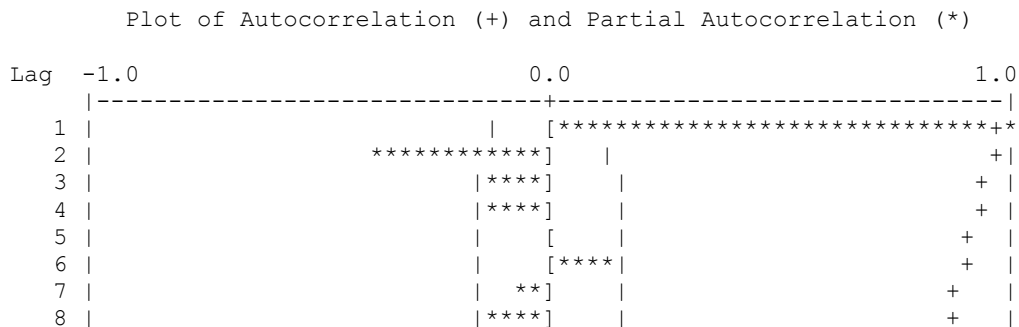 Plot of Autocorrelation (+) and Partial Autocorrelation (*)
Lag  -1.0                             0.0                             1.0
     |--------------------------------+--------------------------------|
   1 |                            |   [*******************************+*
   2 |                   ************]    |                           +|
   3 |                           |****]     |                         + |
   4 |                           |****]     |                         + |
   5 |                           |    [     |                        +  |
   6 |                           |    [****|                         +  |
   7 |                           |  **]     |                       +   |
   8 |                           |****]     |                       +   |